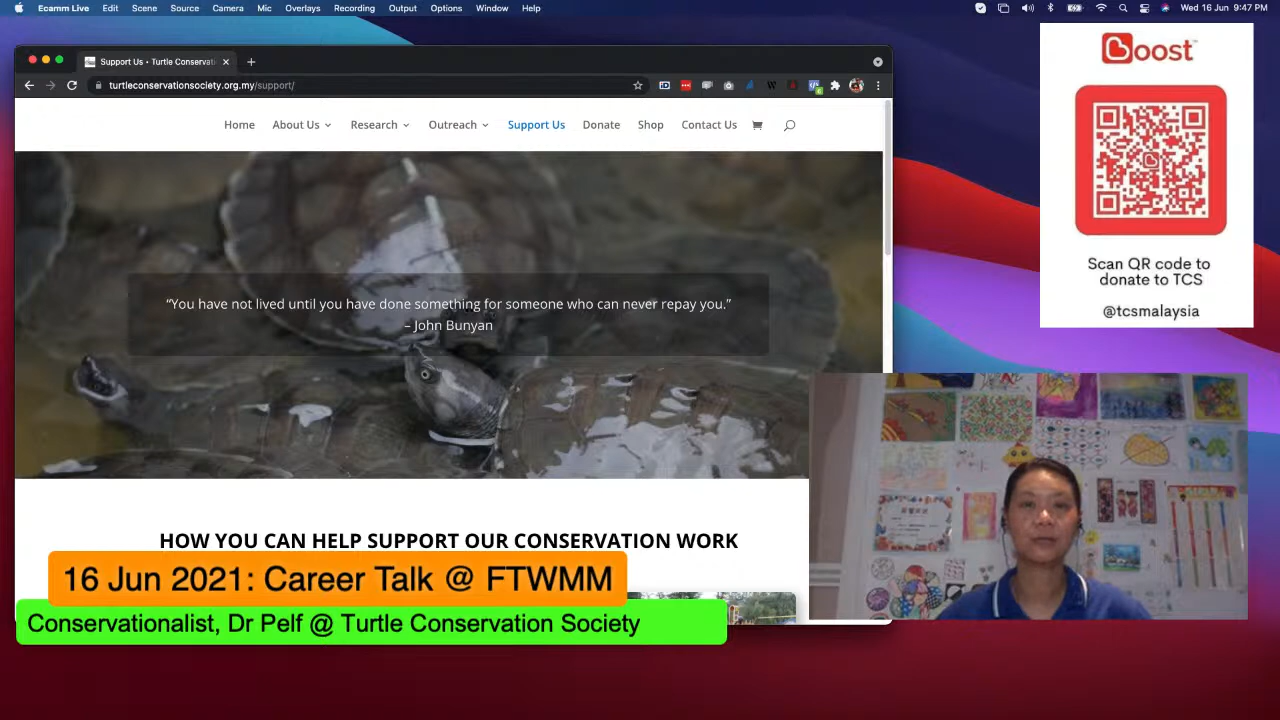 Ecamm Live Edit Scene Source Camera Mic Overlays Recording Output Options Window Help
Wed 16 Jun 9:47 PM
Support Us • Turtle Conservat
turtleconservationsociety.org.my/support/
Home About Us Research Outreach Support Us Donate Shop Contact Us
“You have not lived until you have done something for someone who can never repay you.”
– John Bunyan
HOW YOU CAN HELP SUPPORT OUR CONSERVATION WORK
16 Jun 2021: Career Talk @ FTWMM
Conservationalist, Dr Pelf @ Turtle Conservation Society
Boost™
Scan QR code to
donate to TCS
@tcsmalaysia